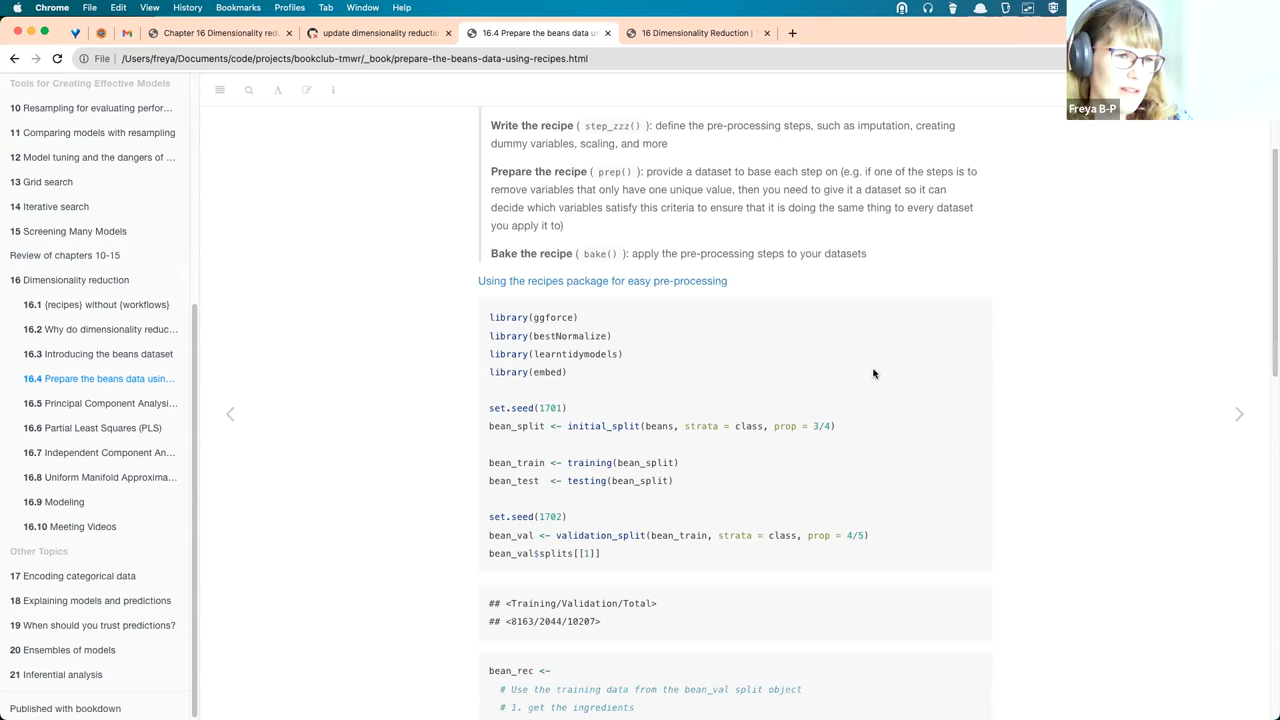 Chrome File Edit View History Bookmarks Profiles Tab Window Help
Chapter 16 Dimensionality red
update dimensionality reductio
16.4 Prepare the beans data us
16 Dimensionality Reduction |
File /Users/freya/Documents/code/projects/bookclub-tmwr/_book/prepare-the-beans-data-using-recipes.html
Freya B-P
Tools for Creating Effective Models
10 Resampling for evaluating perfor...
11 Comparing models with resampling
12 Model tuning and the dangers of ...
13 Grid search
14 Iterative search
15 Screening Many Models
Review of chapters 10-15
16 Dimensionality reduction
16.1 {recipes} without {workflows}
16.2 Why do dimensionality reduc...
16.3 Introducing the beans dataset
16.4 Prepare the beans data usin...
16.5 Principal Component Analysi...
16.6 Partial Least Squares (PLS)
16.7 Independent Component An...
16.8 Uniform Manifold Approxima...
16.9 Modeling
16.10 Meeting Videos
Other Topics
17 Encoding categorical data
18 Explaining models and predictions
19 When should you trust predictions?
20 Ensembles of models
21 Inferential analysis
Published with bookdown
Write the recipe ( step_zzz() ): define the pre-processing steps, such as imputation, creating
dummy variables, scaling, and more
Prepare the recipe ( prep() ): provide a dataset to base each step on (e.g. if one of the steps is to
remove variables that only have one unique value, then you need to give it a dataset so it can
decide which variables satisfy this criteria to ensure that it is doing the same thing to every dataset
you apply it to)
Bake the recipe ( bake() ): apply the pre-processing steps to your datasets
Using the recipes package for easy pre-processing
library(ggforce)
library(bestNormalize)
library(learntidymodels)
library(embed)
set.seed(1701)
bean_split <- initial_split(beans, strata = class, prop = 3/4)
bean_train <- training(bean_split)
bean_test  <- testing(bean_split)
set.seed(1702)
bean_val <- validation_split(bean_train, strata = class, prop = 4/5)
bean_val$splits[[1]]
## <Training/Validation/Total>
## <8163/2044/10207>
bean_rec <-
# Use the training data from the bean_val split object
# 1. get the ingredients